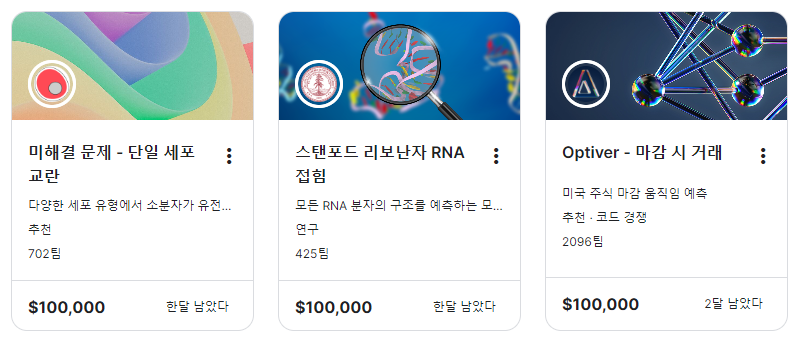 미해결 문제 - 단일 세포
교란
다양한 세포 유형에서 소분자가 유전...
추천
702팀
$100,000
한달 남았다
스탠포드 리보난자 RNA
접힘
모든 RNA 분자의 구조를 예측하는 모...
연구
425팀
$100,000
한달 남았다
Optiver - 마감 시 거래
미국 주식 마감 움직임 예측
추천 · 코드 경쟁
2096팀
$100,000
2달 남았다